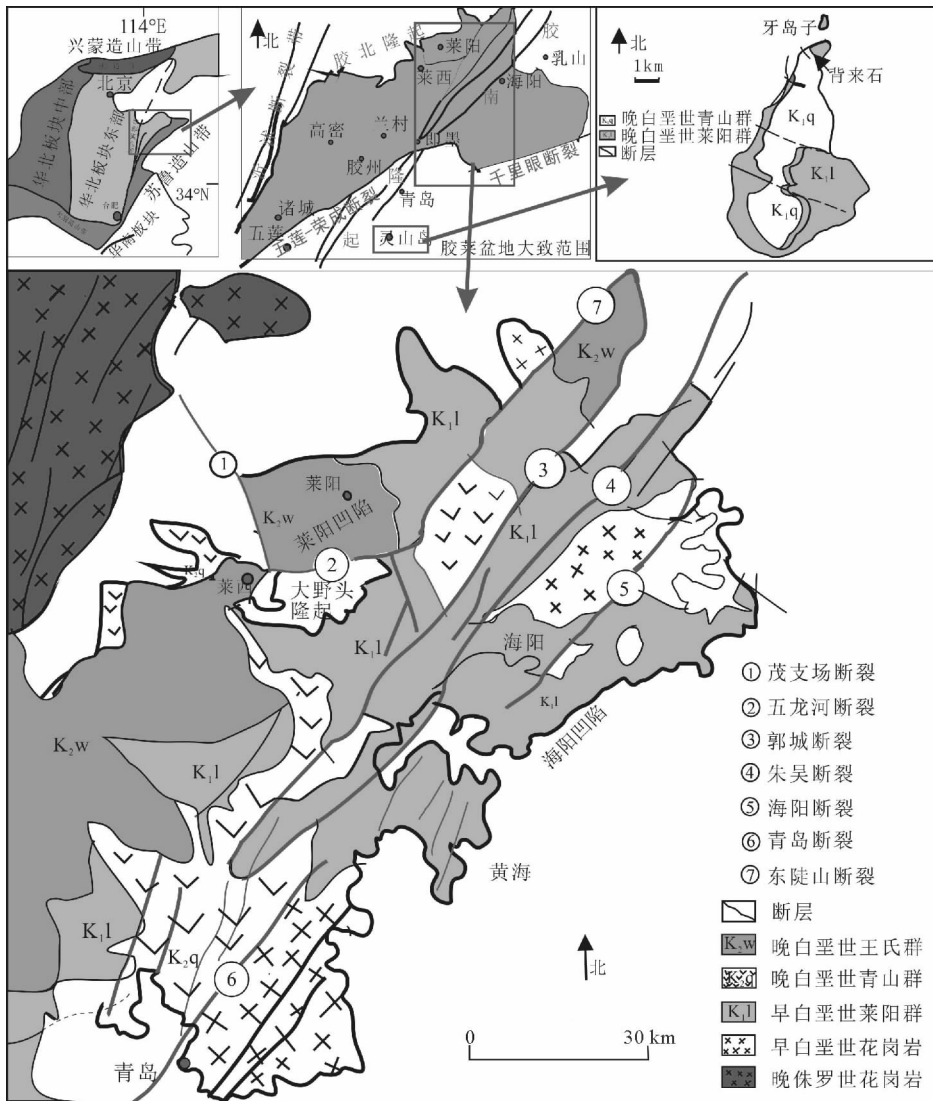 114°E
兴蒙造山带
北京
华北板块中部
华北板块东部
苏鲁造山带
34°N
合肥
华南板块
北
胶北隆起
莱阳
莱西
胶
乳山
海阳
南
高密
兰村
即墨
胶州
隆
千里眼断裂
青岛
诸城
五莲
五莲-荣成断裂
起
灵山岛
胶莱盆地大致范围
北
1km
牙岛子
背来石
K₁q
晚白垩世青山群
K₁l
晚白垩世莱阳群
断层
K₁q
K₁l
K₁q
⑦
K₂w
K₁l
①
③
④
莱阳
K₂w
莱阳凹陷
K₁l
②
莱西
大野头
隆起
⑤
K₁l
海阳
K₁l
海阳凹陷
K₂w
K₁l
黄海
K₁l
K₂q
⑥
北
青岛
0
30 km
①茂支场断裂
②五龙河断裂
③郭城断裂
④朱吴断裂
⑤海阳断裂
⑥青岛断裂
⑦东陡山断裂
断层
K₂w 晚白垩世王氏群
晚白垩世青山群
K₁l 早白垩世莱阳群
早白垩世花岗岩
晚侏罗世花岗岩